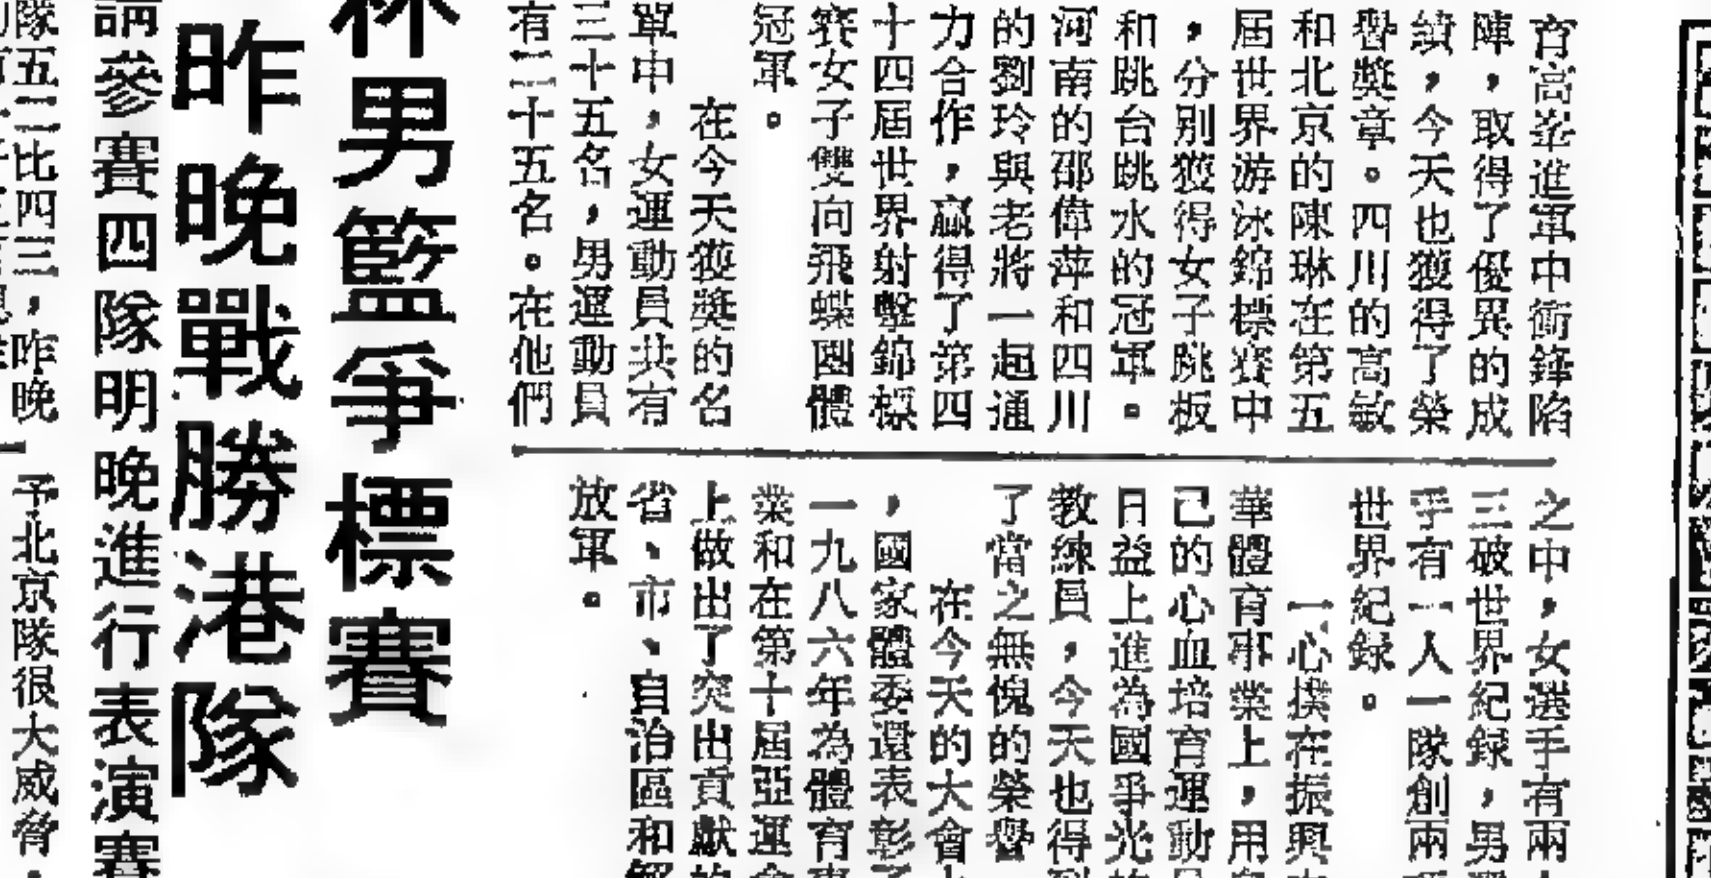 育高峯進軍中衝鋒陷
陣，取得了優異的成
績，今天也獲得了榮
譽獎章。四川的高敏
和北京的陳琳在第五
屆世界游泳錦標賽中
，分別獲得女子跳板
和跳台跳水的冠軍。
河南的邵偉萍和四川
的劉玲與老將一起通
力合作，贏得了第四
十四屆世界射擊錦標
賽女子雙向飛蝶團體
冠軍。
在今天獲獎的名
單中，女運動員共有
三十五名，男運動員
有二十五名。在他們
之中，女選手有兩
三破世界紀録，男選
手有一人一隊創兩
世界紀録。
一心撲在振興
華體育事業上，用
己的心血培育運動
日益上進為國爭光
教練員，今天也得
了當之無愧的榮譽
在今天的大會
，國家體委還表彰了
一九八六年為體育
業和在第十屆亞運
上做出了突出貢獻
省、市、自治區和解
放軍。
杯男籃爭標賽
昨晚戰勝港隊
請參賽四隊明晚進行表演賽
隊五二比四三，昨晚
予北京隊很大威脅，